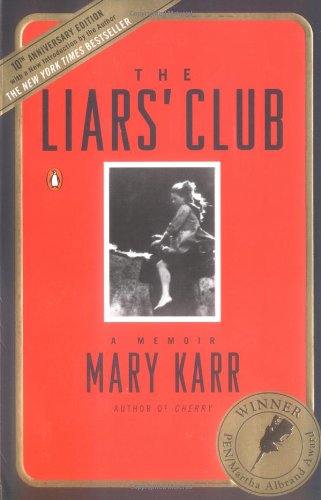 10TH ANNIVERSARY EDITION
with a New Introduction by the Author
THE NEW YORK TIMES BESTSELLER
THE
LIARS' CLUB
A MEMOIR
MARY KARR
AUTHOR OF CHERRY
WINNER
PEN/Martha Albrand Award